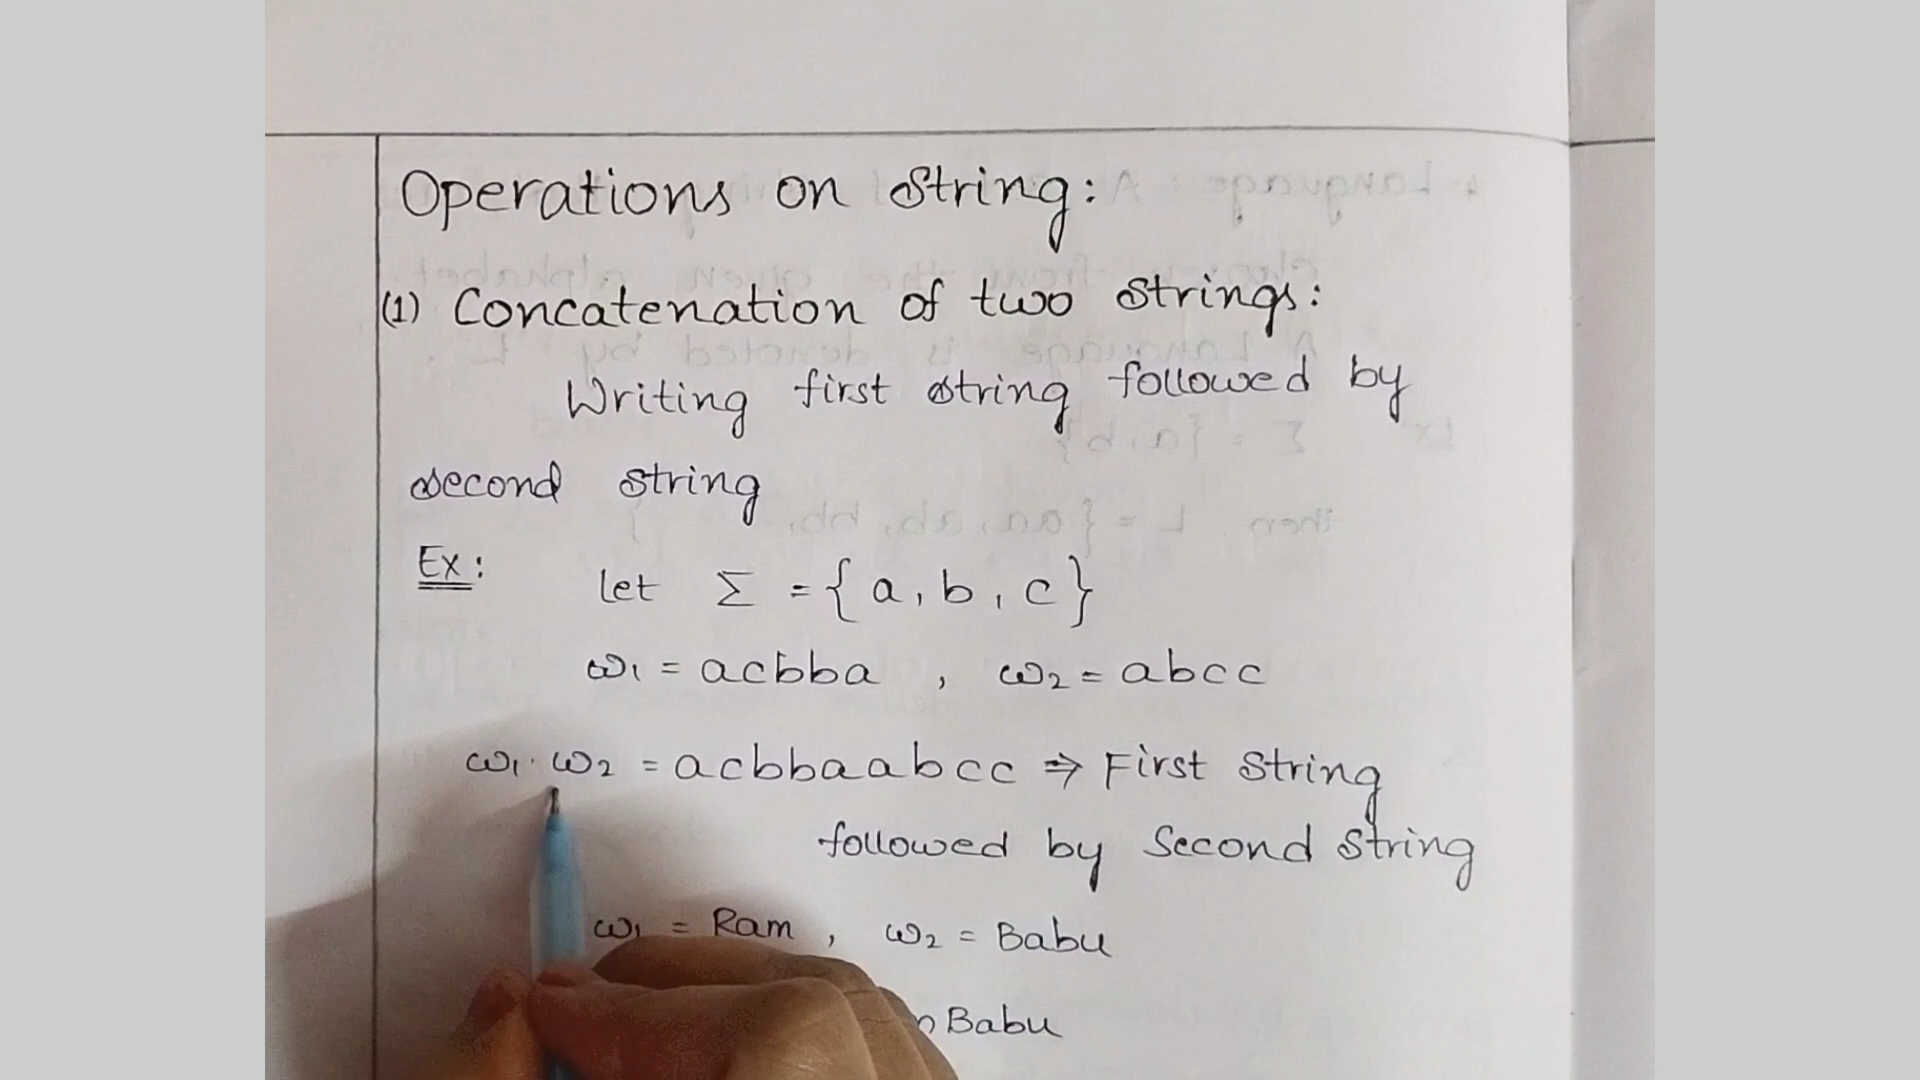 Operations on String:
(1) Concatenation of two strings:
Writing first string followed by
second string
Ex:
let Σ = {a, b, c}
ω1 = acbba , ω2 = abcc
ω1·ω2 = acbbaabcc ⇒ First String
followed by Second String
ω1 = Ram , ω2 = Babu
Babu